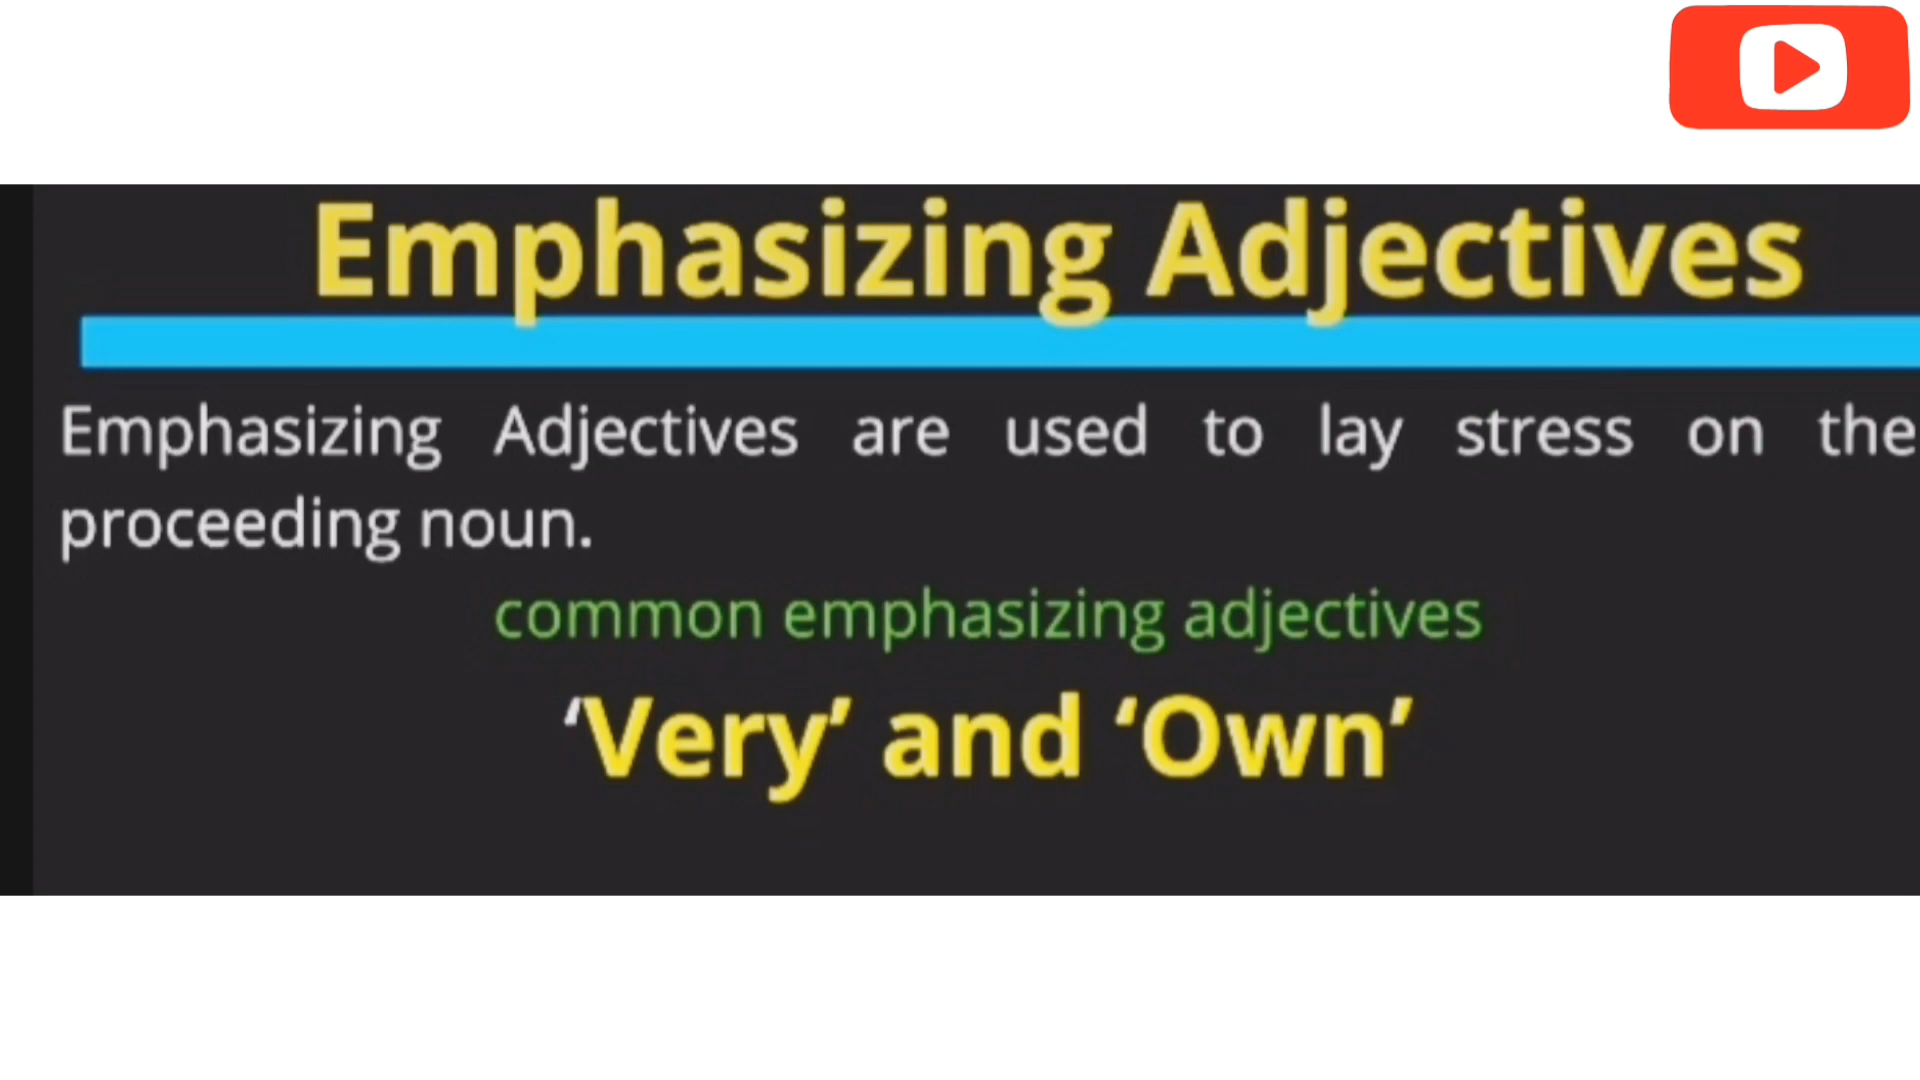 Emphasizing Adjectives
Emphasizing Adjectives are used to lay stress on the
proceeding noun.
common emphasizing adjectives
‘Very’ and ‘Own’